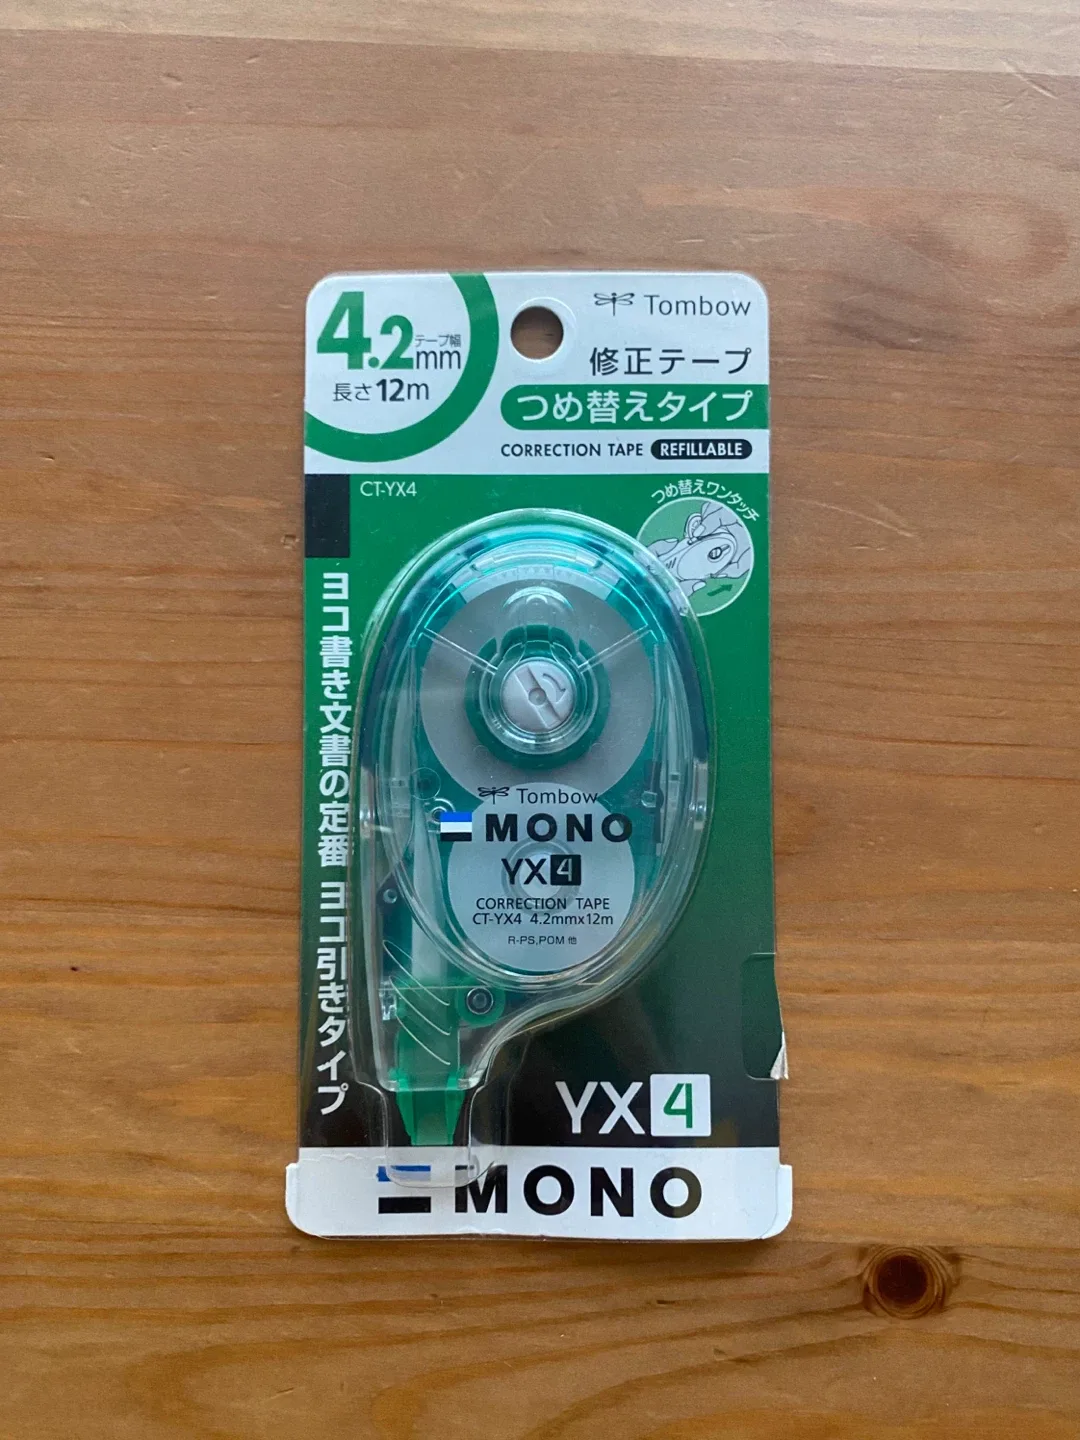 4.2mm テープ幅
長さ12m
Tombow
修正テープ
つめ替えタイプ
CORRECTION TAPE REFILLABLE
CT-YX4
つめ替えワンタッチ
ヨコ書き文書の定番 ヨコ引きタイプ
Tombow
MONO
YX4
CORRECTION TAPE
CT-YX4 4.2mm×12m
R-PS,POM 他
YX4
MONO